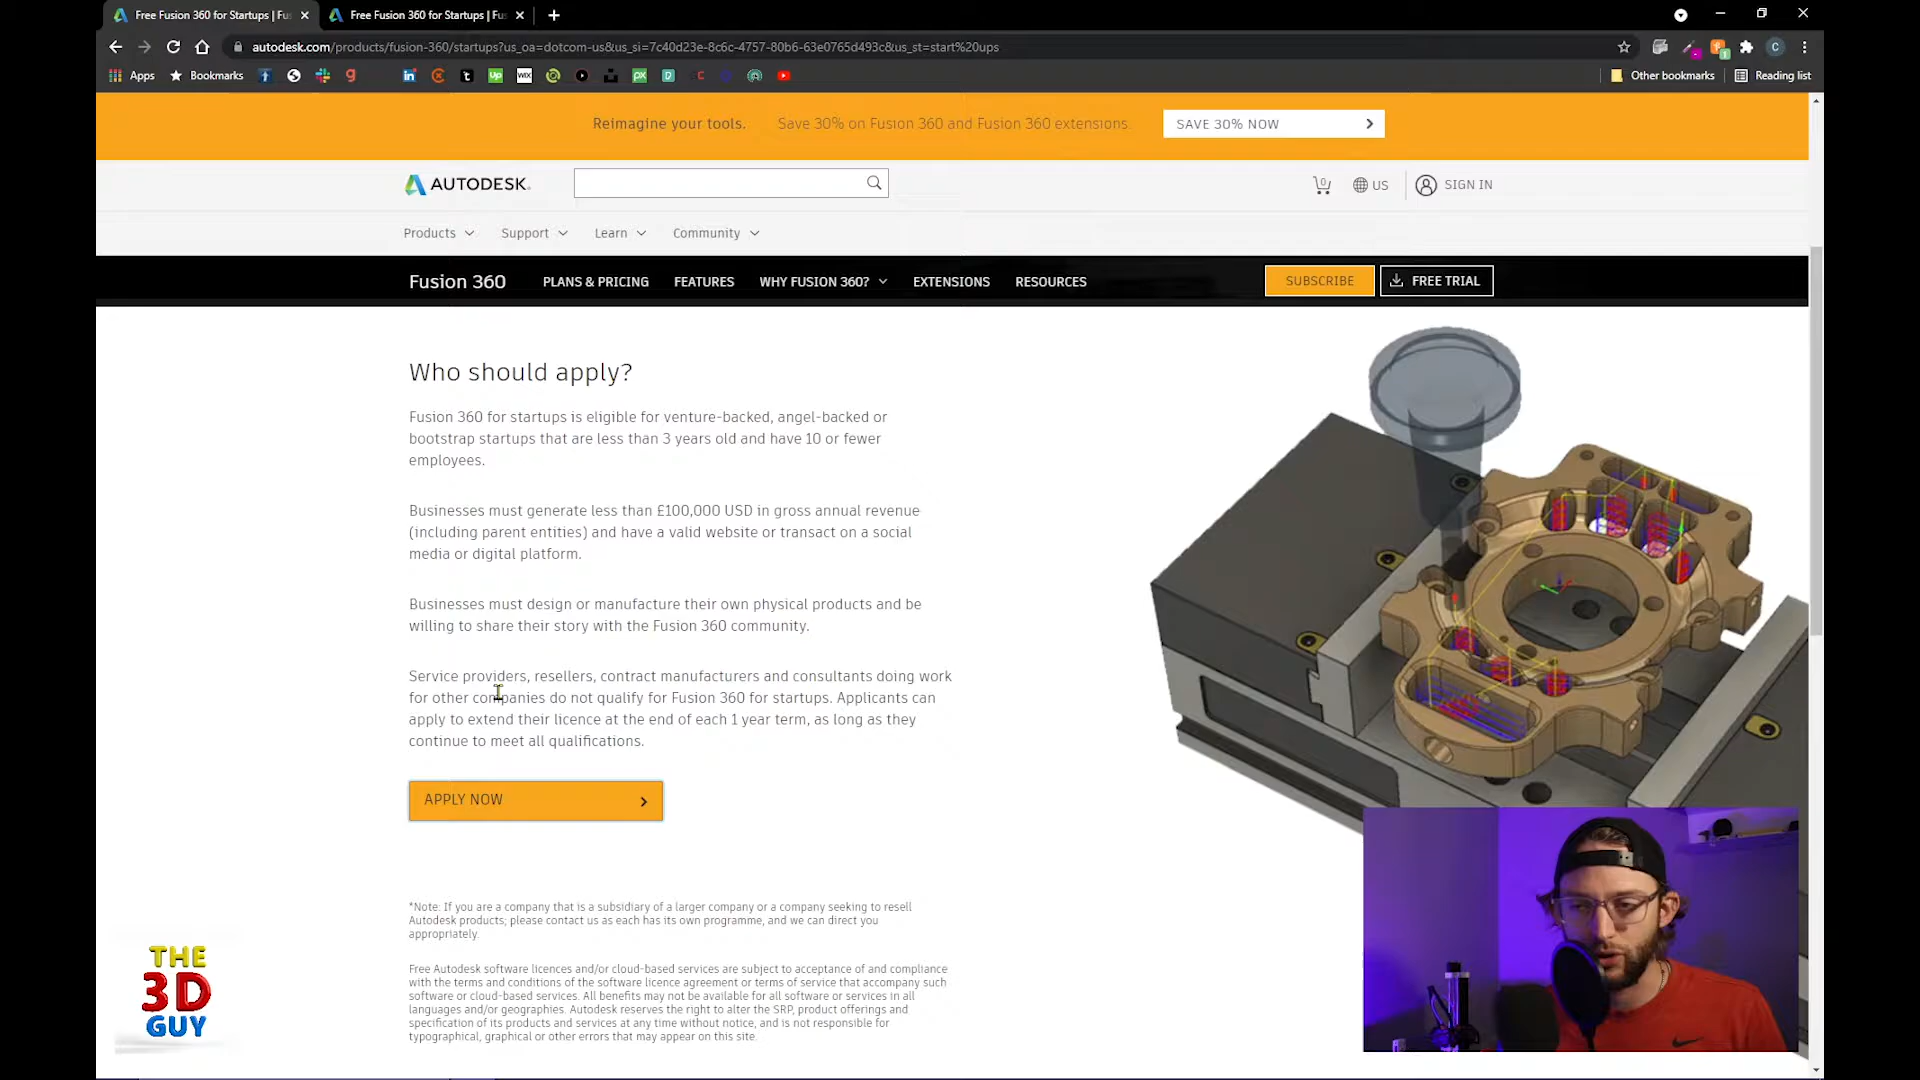 Free Fusion 360 for Startups | Fu
Free Fusion 360 for Startups | Fu
autodesk.com/products/fusion-360/startups?us_oa=dotcom-us&us_si=7c40d23e-8c6c-4757-80b6-63e0765d493c&us_st=start%20ups
Apps
Bookmarks
Other bookmarks
Reading list
Reimagine your tools. Save 30% on Fusion 360 and Fusion 360 extensions. SAVE 30% NOW
AUTODESK.
0
US
SIGN IN
Products
Support
Learn
Community
Fusion 360
PLANS & PRICING
FEATURES
WHY FUSION 360?
EXTENSIONS
RESOURCES
SUBSCRIBE
FREE TRIAL
Who should apply?
Fusion 360 for startups is eligible for venture-backed, angel-backed or
bootstrap startups that are less than 3 years old and have 10 or fewer
employees.
Businesses must generate less than £100,000 USD in gross annual revenue
(including parent entities) and have a valid website or transact on a social
media or digital platform.
Businesses must design or manufacture their own physical products and be
willing to share their story with the Fusion 360 community.
Service providers, resellers, contract manufacturers and consultants doing work
for other companies do not qualify for Fusion 360 for startups. Applicants can
apply to extend their licence at the end of each 1 year term, as long as they
continue to meet all qualifications.
APPLY NOW
*Note: If you are a company that is a subsidiary of a larger company or a company seeking to resell
Autodesk products; please contact us as each has its own programme, and we can direct you
appropriately.
Free Autodesk software licences and/or cloud-based services are subject to acceptance of and compliance
with the terms and conditions of the software licence agreement or terms of service that accompany such
software or cloud-based services. All benefits may not be available for all software or services in all
languages and/or geographies. Autodesk reserves the right to alter the SRP, product offerings and
specification of its products and services at any time without notice, and is not responsible for
typographical, graphical or other errors that may appear on this site.
THE
3D
GUY